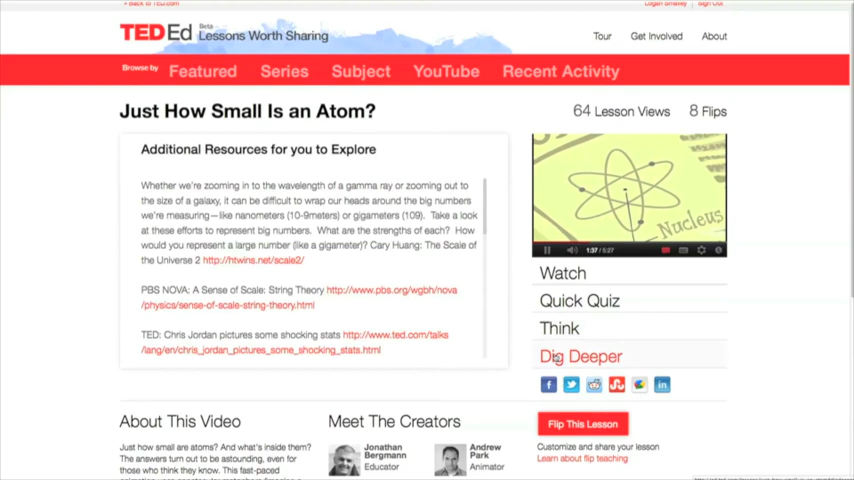 < Back to TED.com
Logan Smalley Sign Out
TEDEd Beta
Lessons Worth Sharing
Tour Get Involved About
Browse by Featured Series Subject YouTube Recent Activity
Just How Small Is an Atom?
64 Lesson Views 8 Flips
Additional Resources for you to Explore
Whether we're zooming in to the wavelength of a gamma ray or zooming out to
the size of a galaxy, it can be difficult to wrap our heads around the big numbers
we're measuring—like nanometers (10-9meters) or gigameters (109). Take a look
at these efforts to represent big numbers. What are the strengths of each? How
would you represent a large number (like a gigameter)? Cary Huang: The Scale of
the Universe 2 http://htwins.net/scale2/
PBS NOVA: A Sense of Scale: String Theory http://www.pbs.org/wgbh/nova
/physics/sense-of-scale-string-theory.html
TED: Chris Jordan pictures some shocking stats http://www.ted.com/talks
/lang/en/chris_jordan_pictures_some_shocking_stats.html
Nucleus
1:37 / 5:27
Watch
Quick Quiz
Think
Dig Deeper
About This Video
Just how small are atoms? And what's inside them?
The answers turn out to be astounding, even for
those who think they know. This fast-paced
Meet The Creators
Jonathan
Bergmann
Educator
Andrew
Park
Animator
Flip This Lesson
Customize and share your lesson
Learn about flip teaching